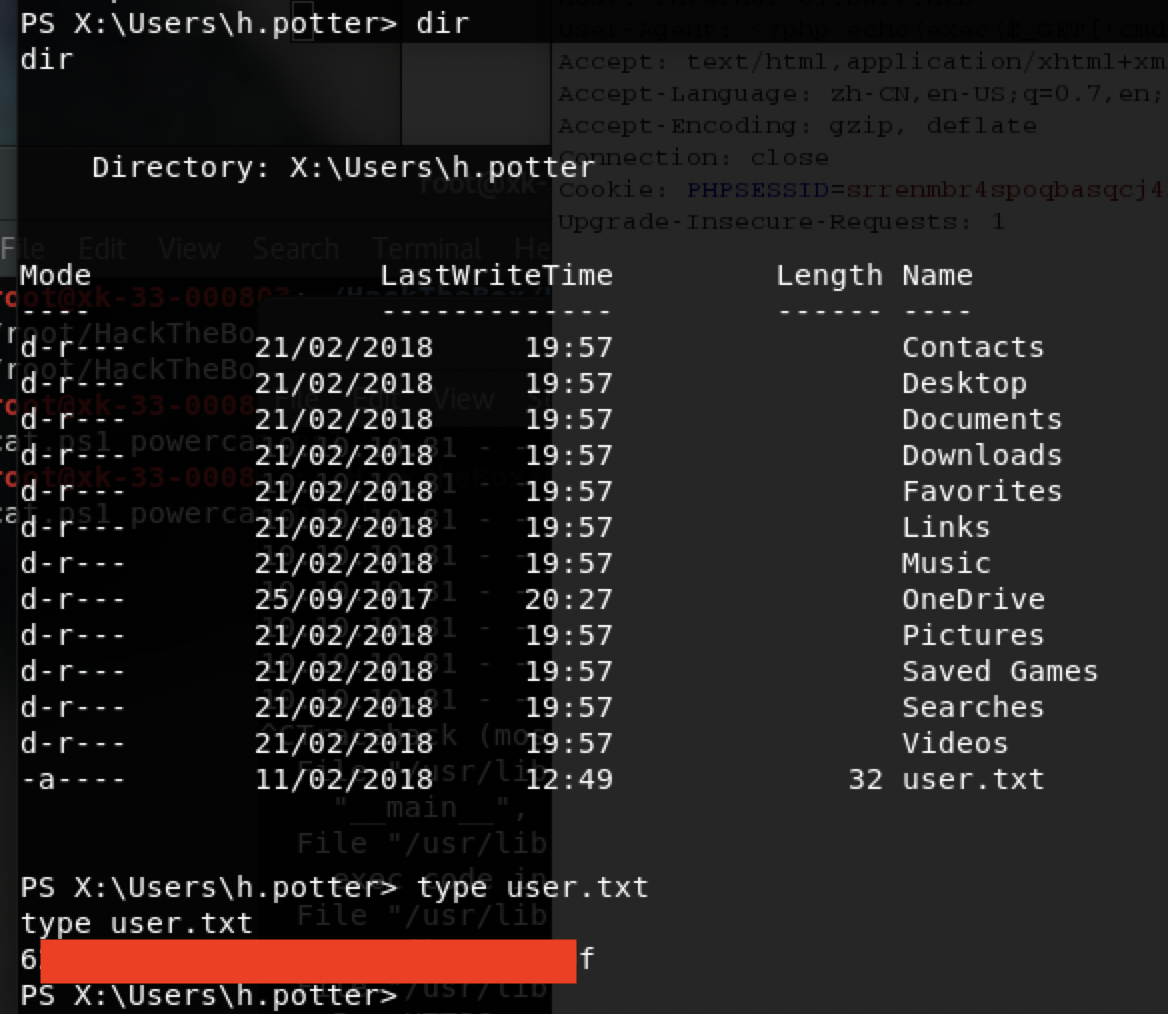 PS X:\Users\h.potter> dir
dir
Directory: X:\Users\h.potter
Mode LastWriteTime Length Name
---- ------------- ------ ----
d-r--- 21/02/2018 19:57 Contacts
d-r--- 21/02/2018 19:57 Desktop
d-r--- 21/02/2018 19:57 Documents
d-r--- 21/02/2018 19:57 Downloads
d-r--- 21/02/2018 19:57 Favorites
d-r--- 21/02/2018 19:57 Links
d-r--- 21/02/2018 19:57 Music
d-r--- 25/09/2017 20:27 OneDrive
d-r--- 21/02/2018 19:57 Pictures
d-r--- 21/02/2018 19:57 Saved Games
d-r--- 21/02/2018 19:57 Searches
d-r--- 21/02/2018 19:57 Videos
-a---- 11/02/2018 12:49 32 user.txt
PS X:\Users\h.potter> type user.txt
type user.txt
6 f
PS X:\Users\h.potter>
Accept: text/html,application/xhtml+xm
Accept-Language: zh-CN,en-US;q=0.7,en;
Accept-Encoding: gzip, deflate
Connection: close
Cookie: PHPSESSID=srrenmbr4spoqbasqcj4
Upgrade-Insecure-Requests: 1
File Edit View Search Terminal He